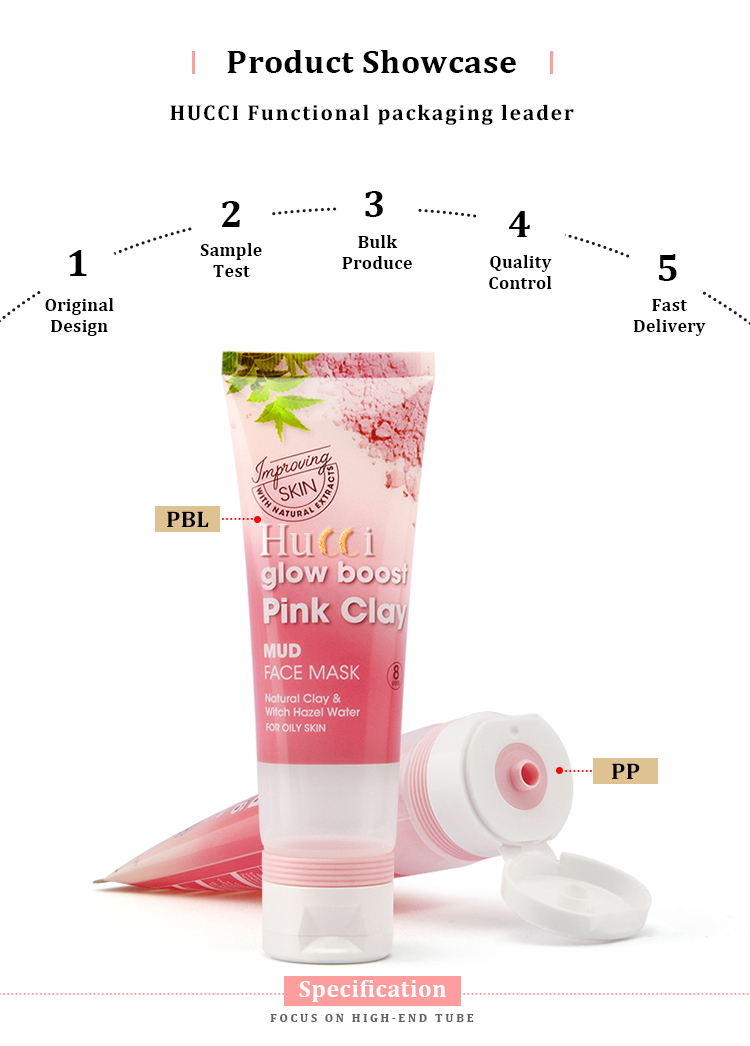 Product Showcase
HUCCI Functional packaging leader
1
Original
Design
2
Sample
Test
3
Bulk
Produce
4
Quality
Control
5
Fast
Delivery
Improving
SKIN
WITH NATURAL EXTRACTS
PBL
Hucci
glow boost
Pink Clay
MUD
FACE MASK
8
Natural Clay &
Witch Hazel Water
FOR OILY SKIN
PP
Specification
FOCUS ON HIGH-END TUBE